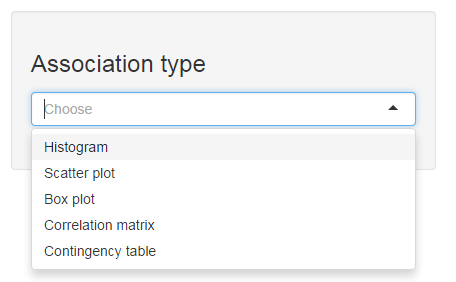 Association type
Choose
Histogram
Scatter plot
Box plot
Correlation matrix
Contingency table